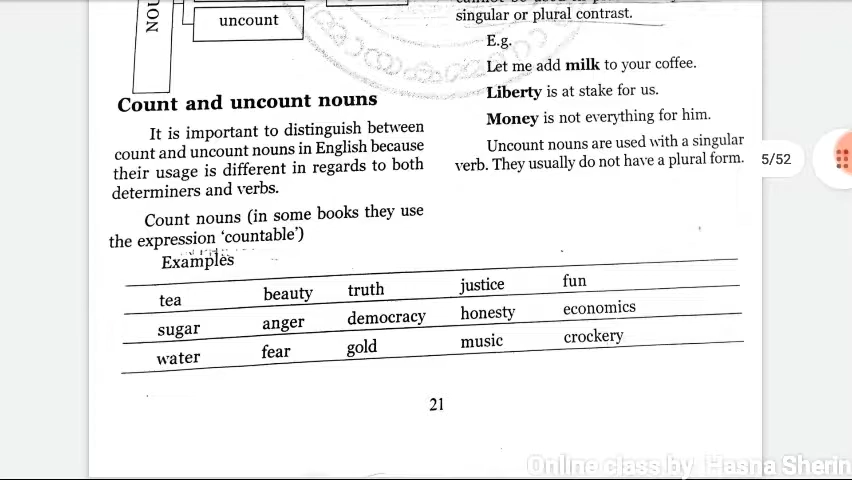 NOU
uncount
singular or plural contrast.
E.g.
Let me add milk to your coffee.
Liberty is at stake for us.
Money is not everything for him.
Uncount nouns are used with a singular
verb. They usually do not have a plural form.
5/52
Count and uncount nouns
It is important to distinguish between
count and uncount nouns in English because
their usage is different in regards to both
determiners and verbs.
Count nouns (in some books they use
the expression ‘countable’)
Examples
tea beauty truth justice fun
sugar anger democracy honesty economics
water fear gold music crockery
21
Online class by Hasna Sherin